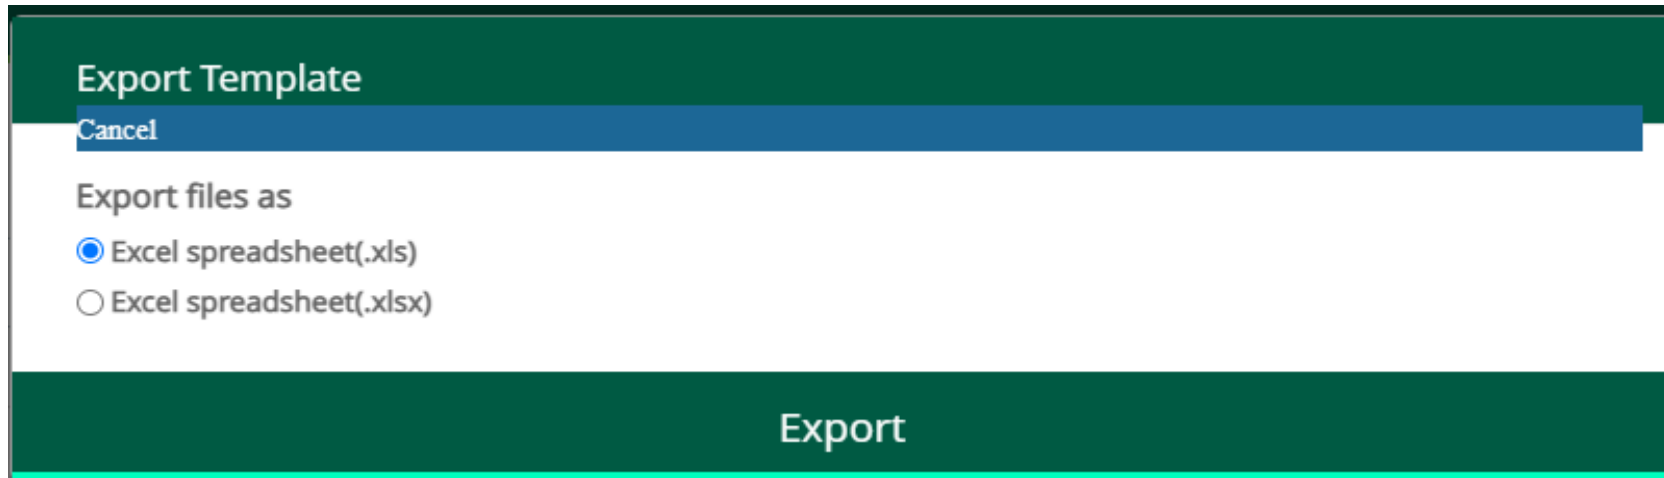 Export Template
Cancel
Export files as
Excel spreadsheet(.xls)
Excel spreadsheet(.xlsx)
Export